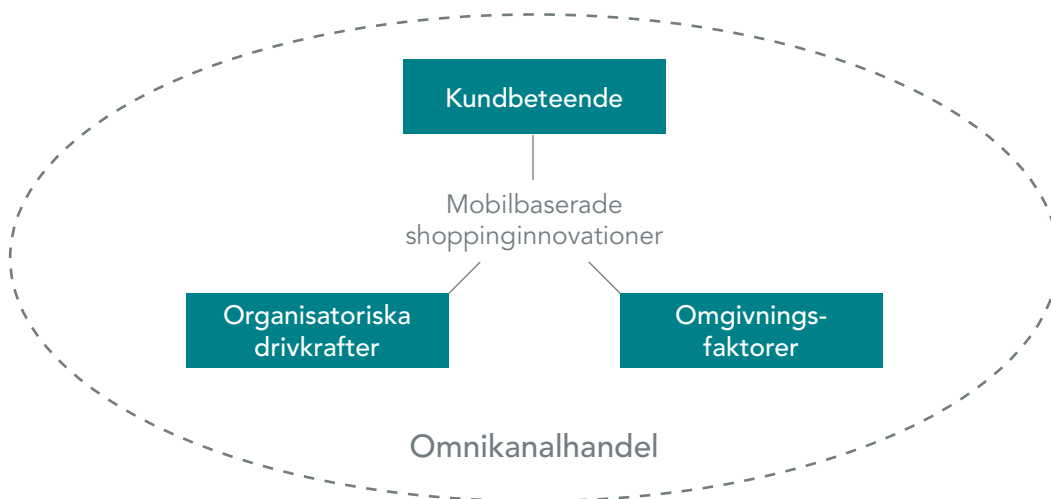 Kundbeteende
Mobilbaserade
shoppinginnovationer
Organisatoriska
drivkrafter
Omgivnings-
faktorer
Omnikanalhandel